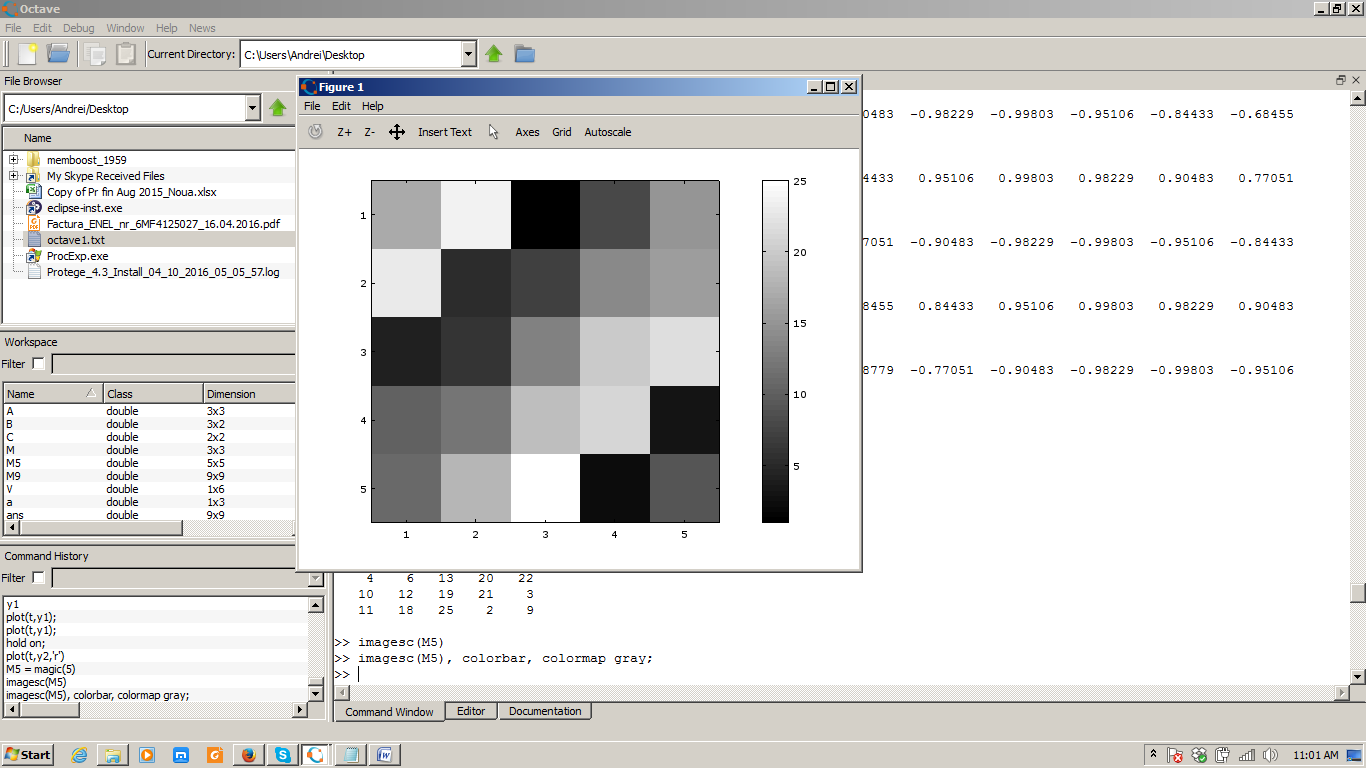 Octave
File Edit Debug Window Help News
Current Directory: C:\Users\Andrei\Desktop
File Browser
C:/Users/Andrei/Desktop
Name
memboost_1959
My Skype Received Files
Copy of Pr fin Aug 2015_Noua.xlsx
eclipse-inst.exe
Factura_ENEL_nr_6MF4125027_16.04.2016.pdf
octave1.txt
ProcExp.exe
Protege_4.3_Install_04_10_2016_05_05_57.log
Workspace
Filter
Name Class Dimension
A double 3x3
B double 3x2
C double 2x2
M double 3x3
M5 double 5x5
M9 double 9x9
V double 1x6
a double 1x3
ans double 9x9
Command History
Filter
y1
plot(t,y1);
plot(t,y1);
hold on;
plot(t,y2,'r')
M5 = magic(5)
imagesc(M5)
imagesc(M5), colorbar, colormap gray;
Figure 1
File Edit Help
Z+ Z- Insert Text Axes Grid Autoscale
1
2
3
4
5
1 2 3 4 5
25
20
15
10
5
0483 -0.98229 -0.99803 -0.95106 -0.84433 -0.68455
4433 0.95106 0.99803 0.98229 0.90483 0.77051
7051 -0.90483 -0.98229 -0.99803 -0.95106 -0.84433
8455 0.84433 0.95106 0.99803 0.98229 0.90483
8779 -0.77051 -0.90483 -0.98229 -0.99803 -0.95106
4 6 13 20 22
10 12 19 21 3
11 18 25 2 9
>> imagesc(M5)
>> imagesc(M5), colorbar, colormap gray;
>>
Command Window Editor Documentation
Start
11:01 AM